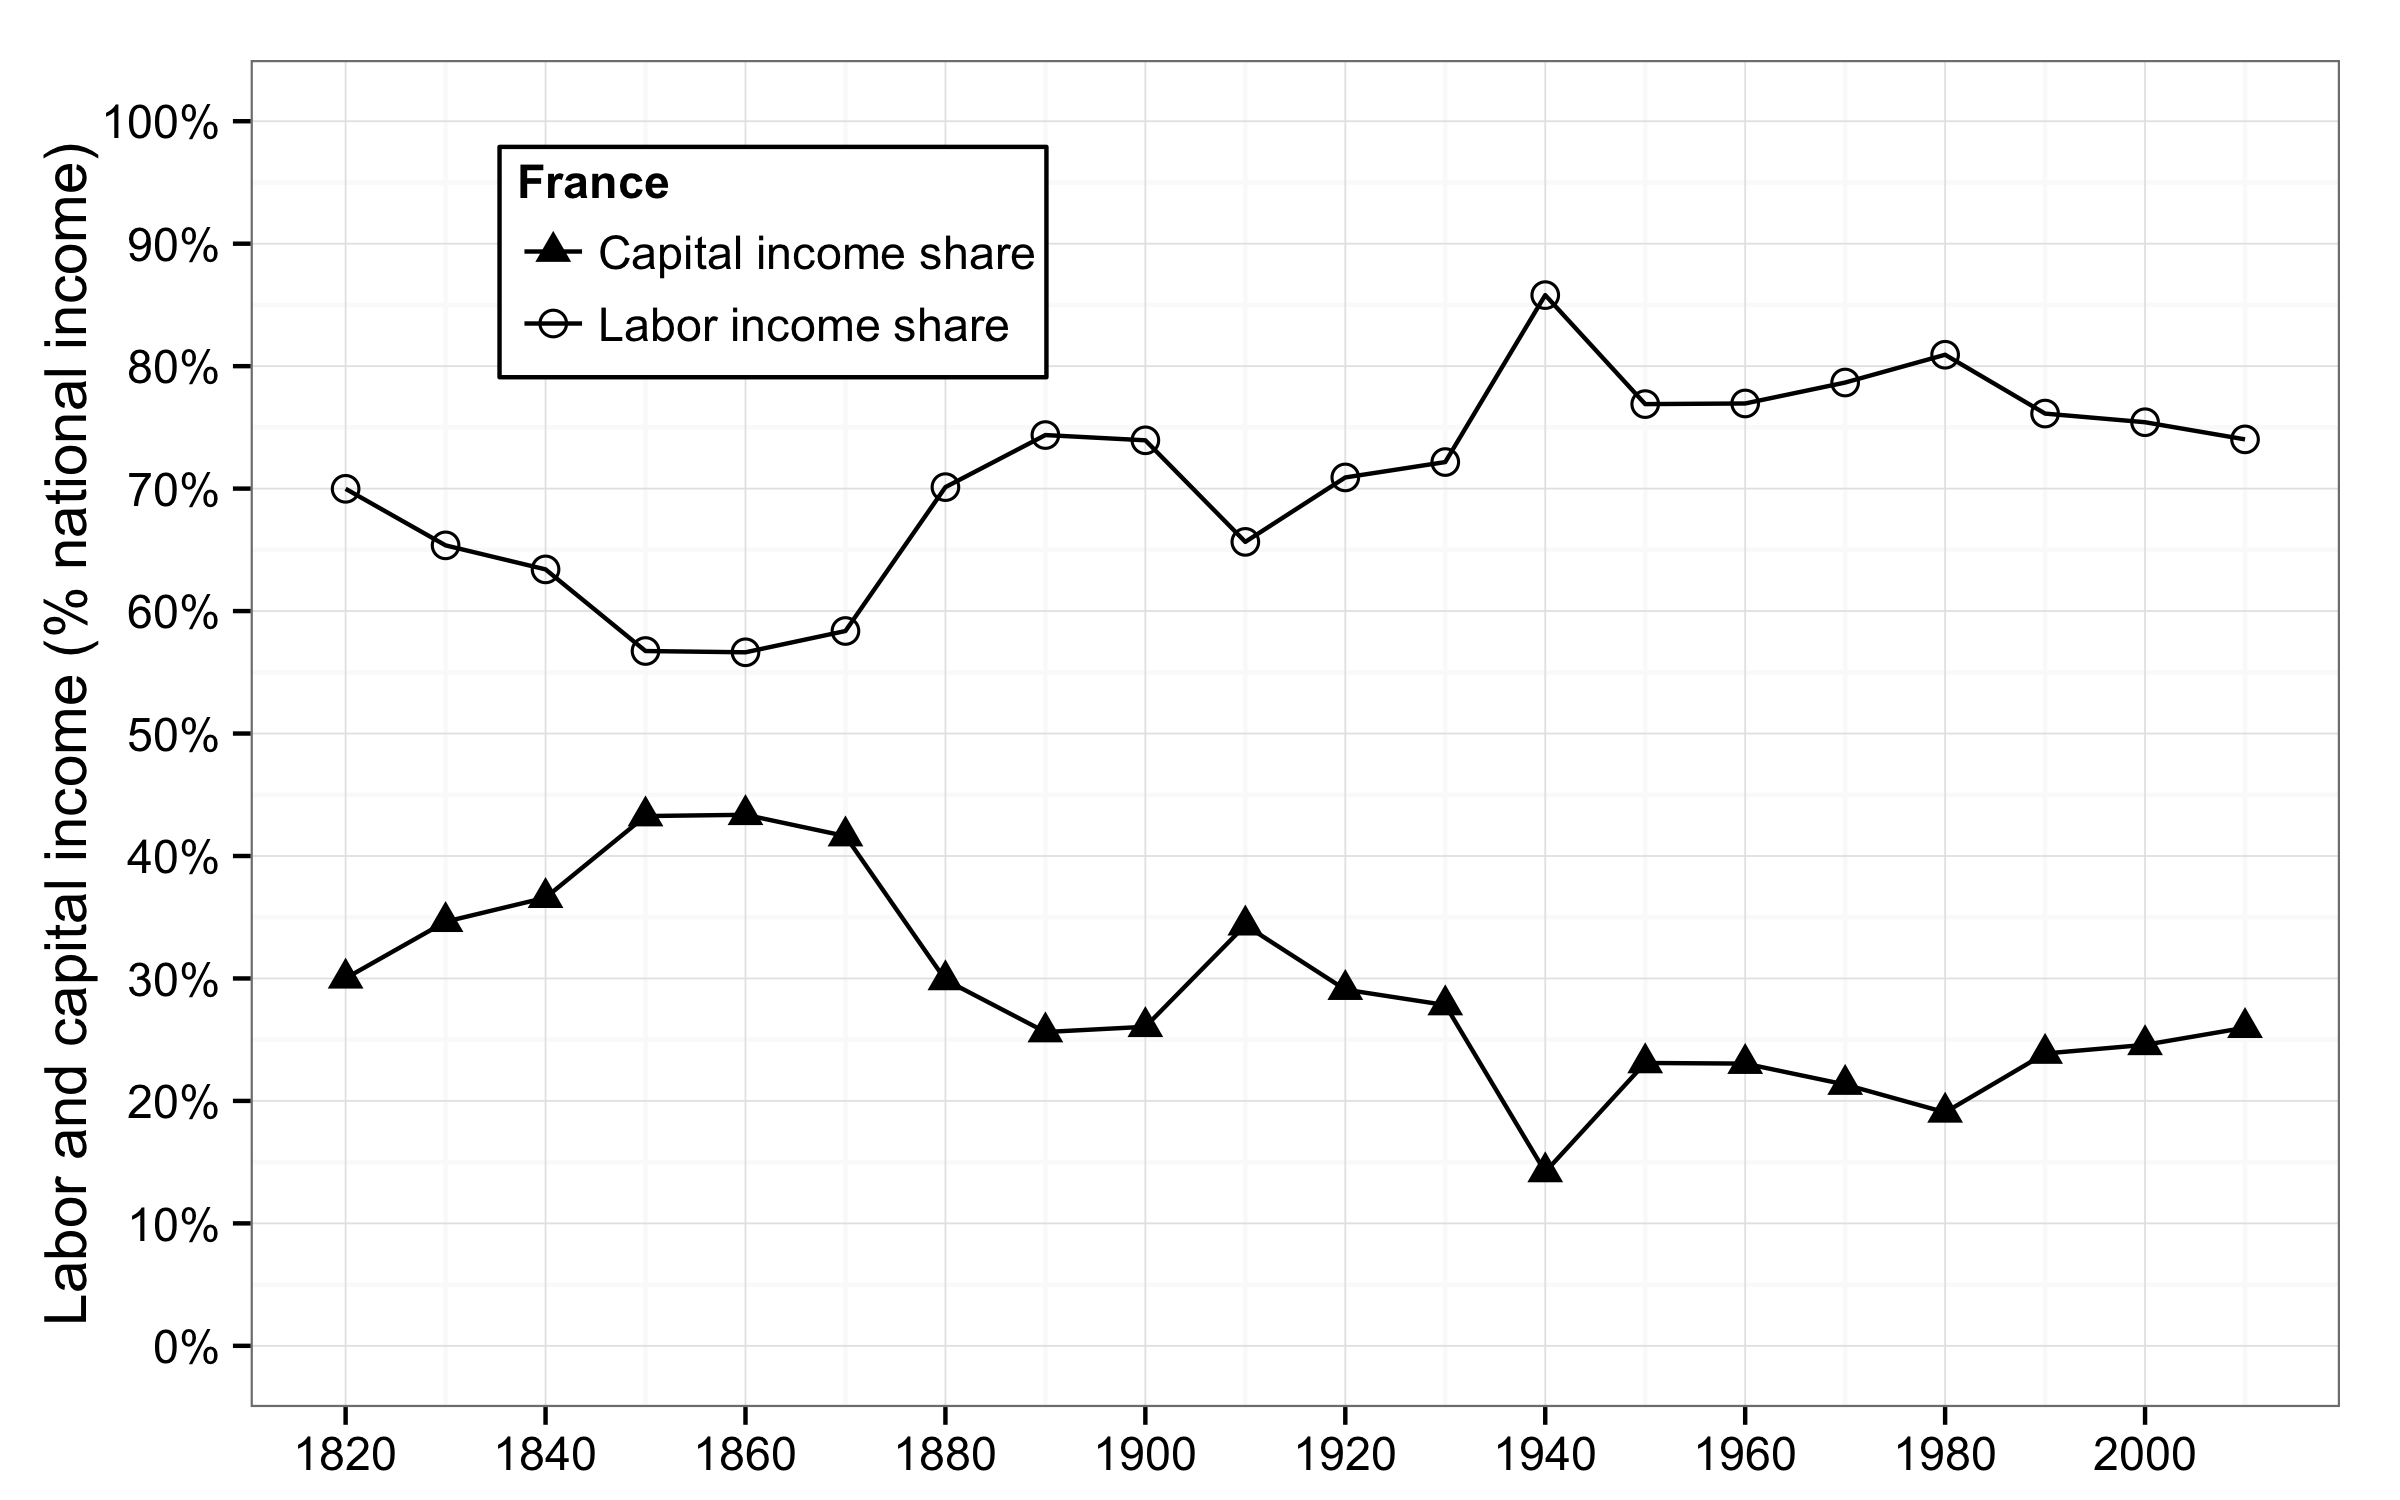 Labor and capital income (% national income)
100%
90%
80%
70%
60%
50%
40%
30%
20%
10%
0%
France
Capital income share
Labor income share
1820 1840 1860 1880 1900 1920 1940 1960 1980 2000